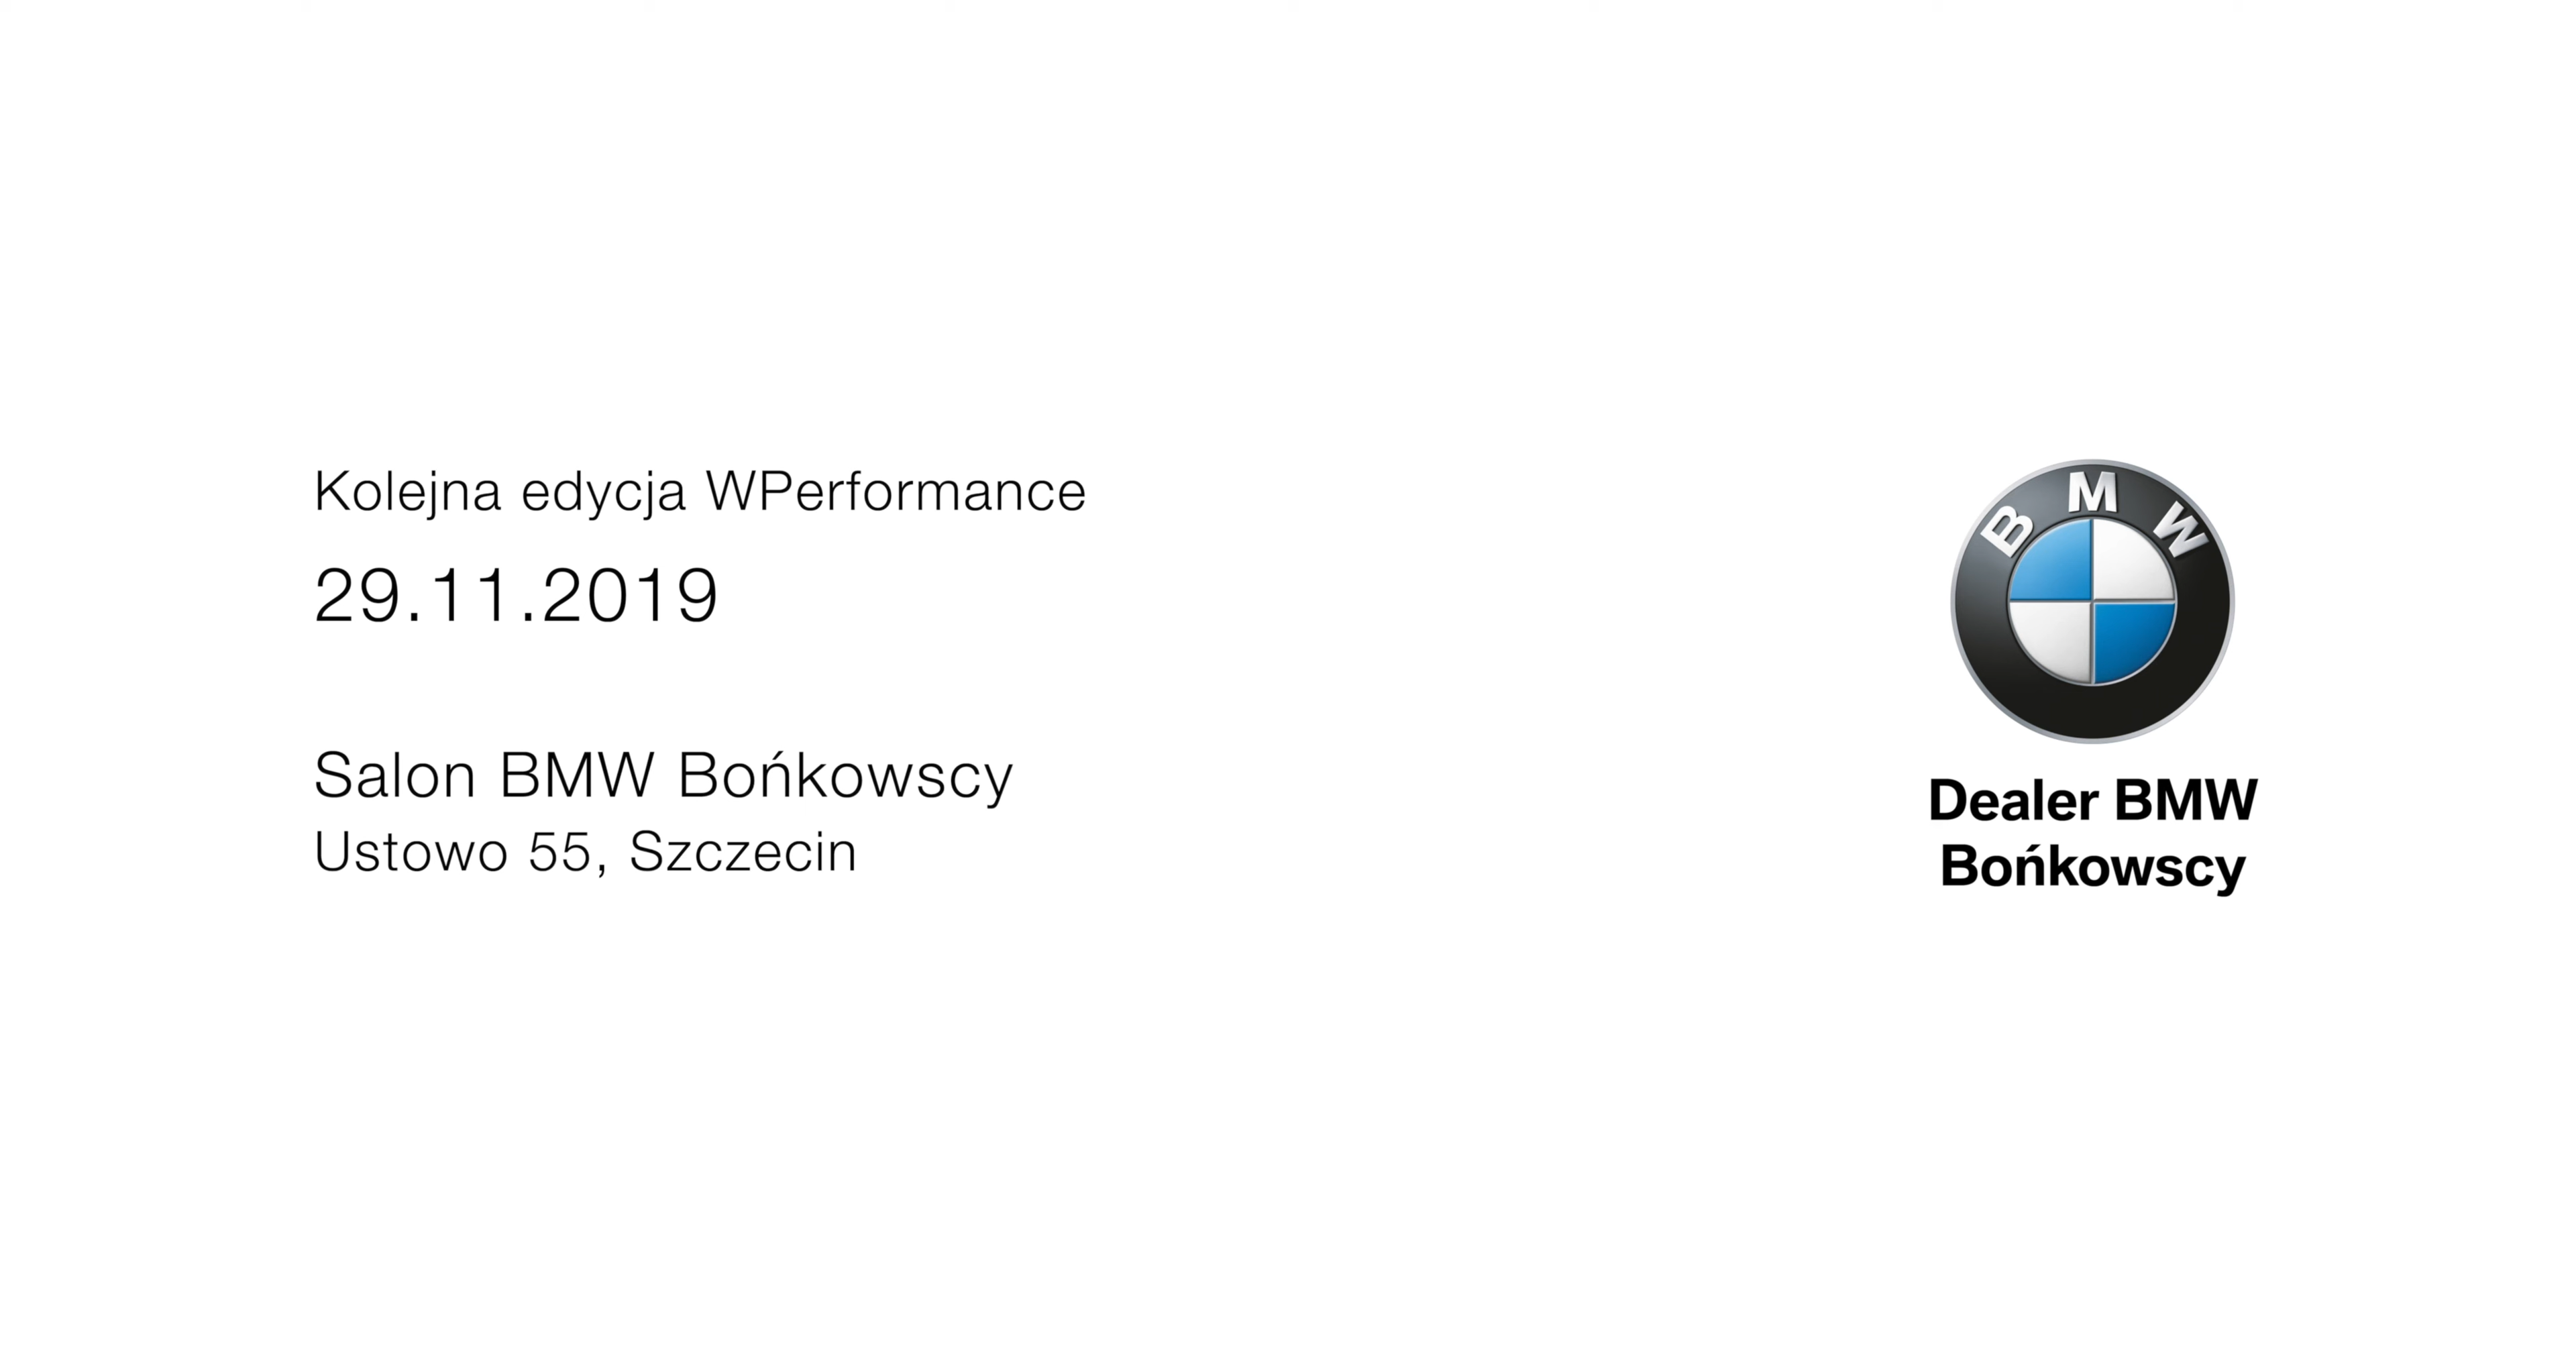 Kolejna edycja WPerformance
29.11.2019
Salon BMW Bońkowscy
Ustowo 55, Szczecin
BMW
Dealer BMW
Bońkowscy